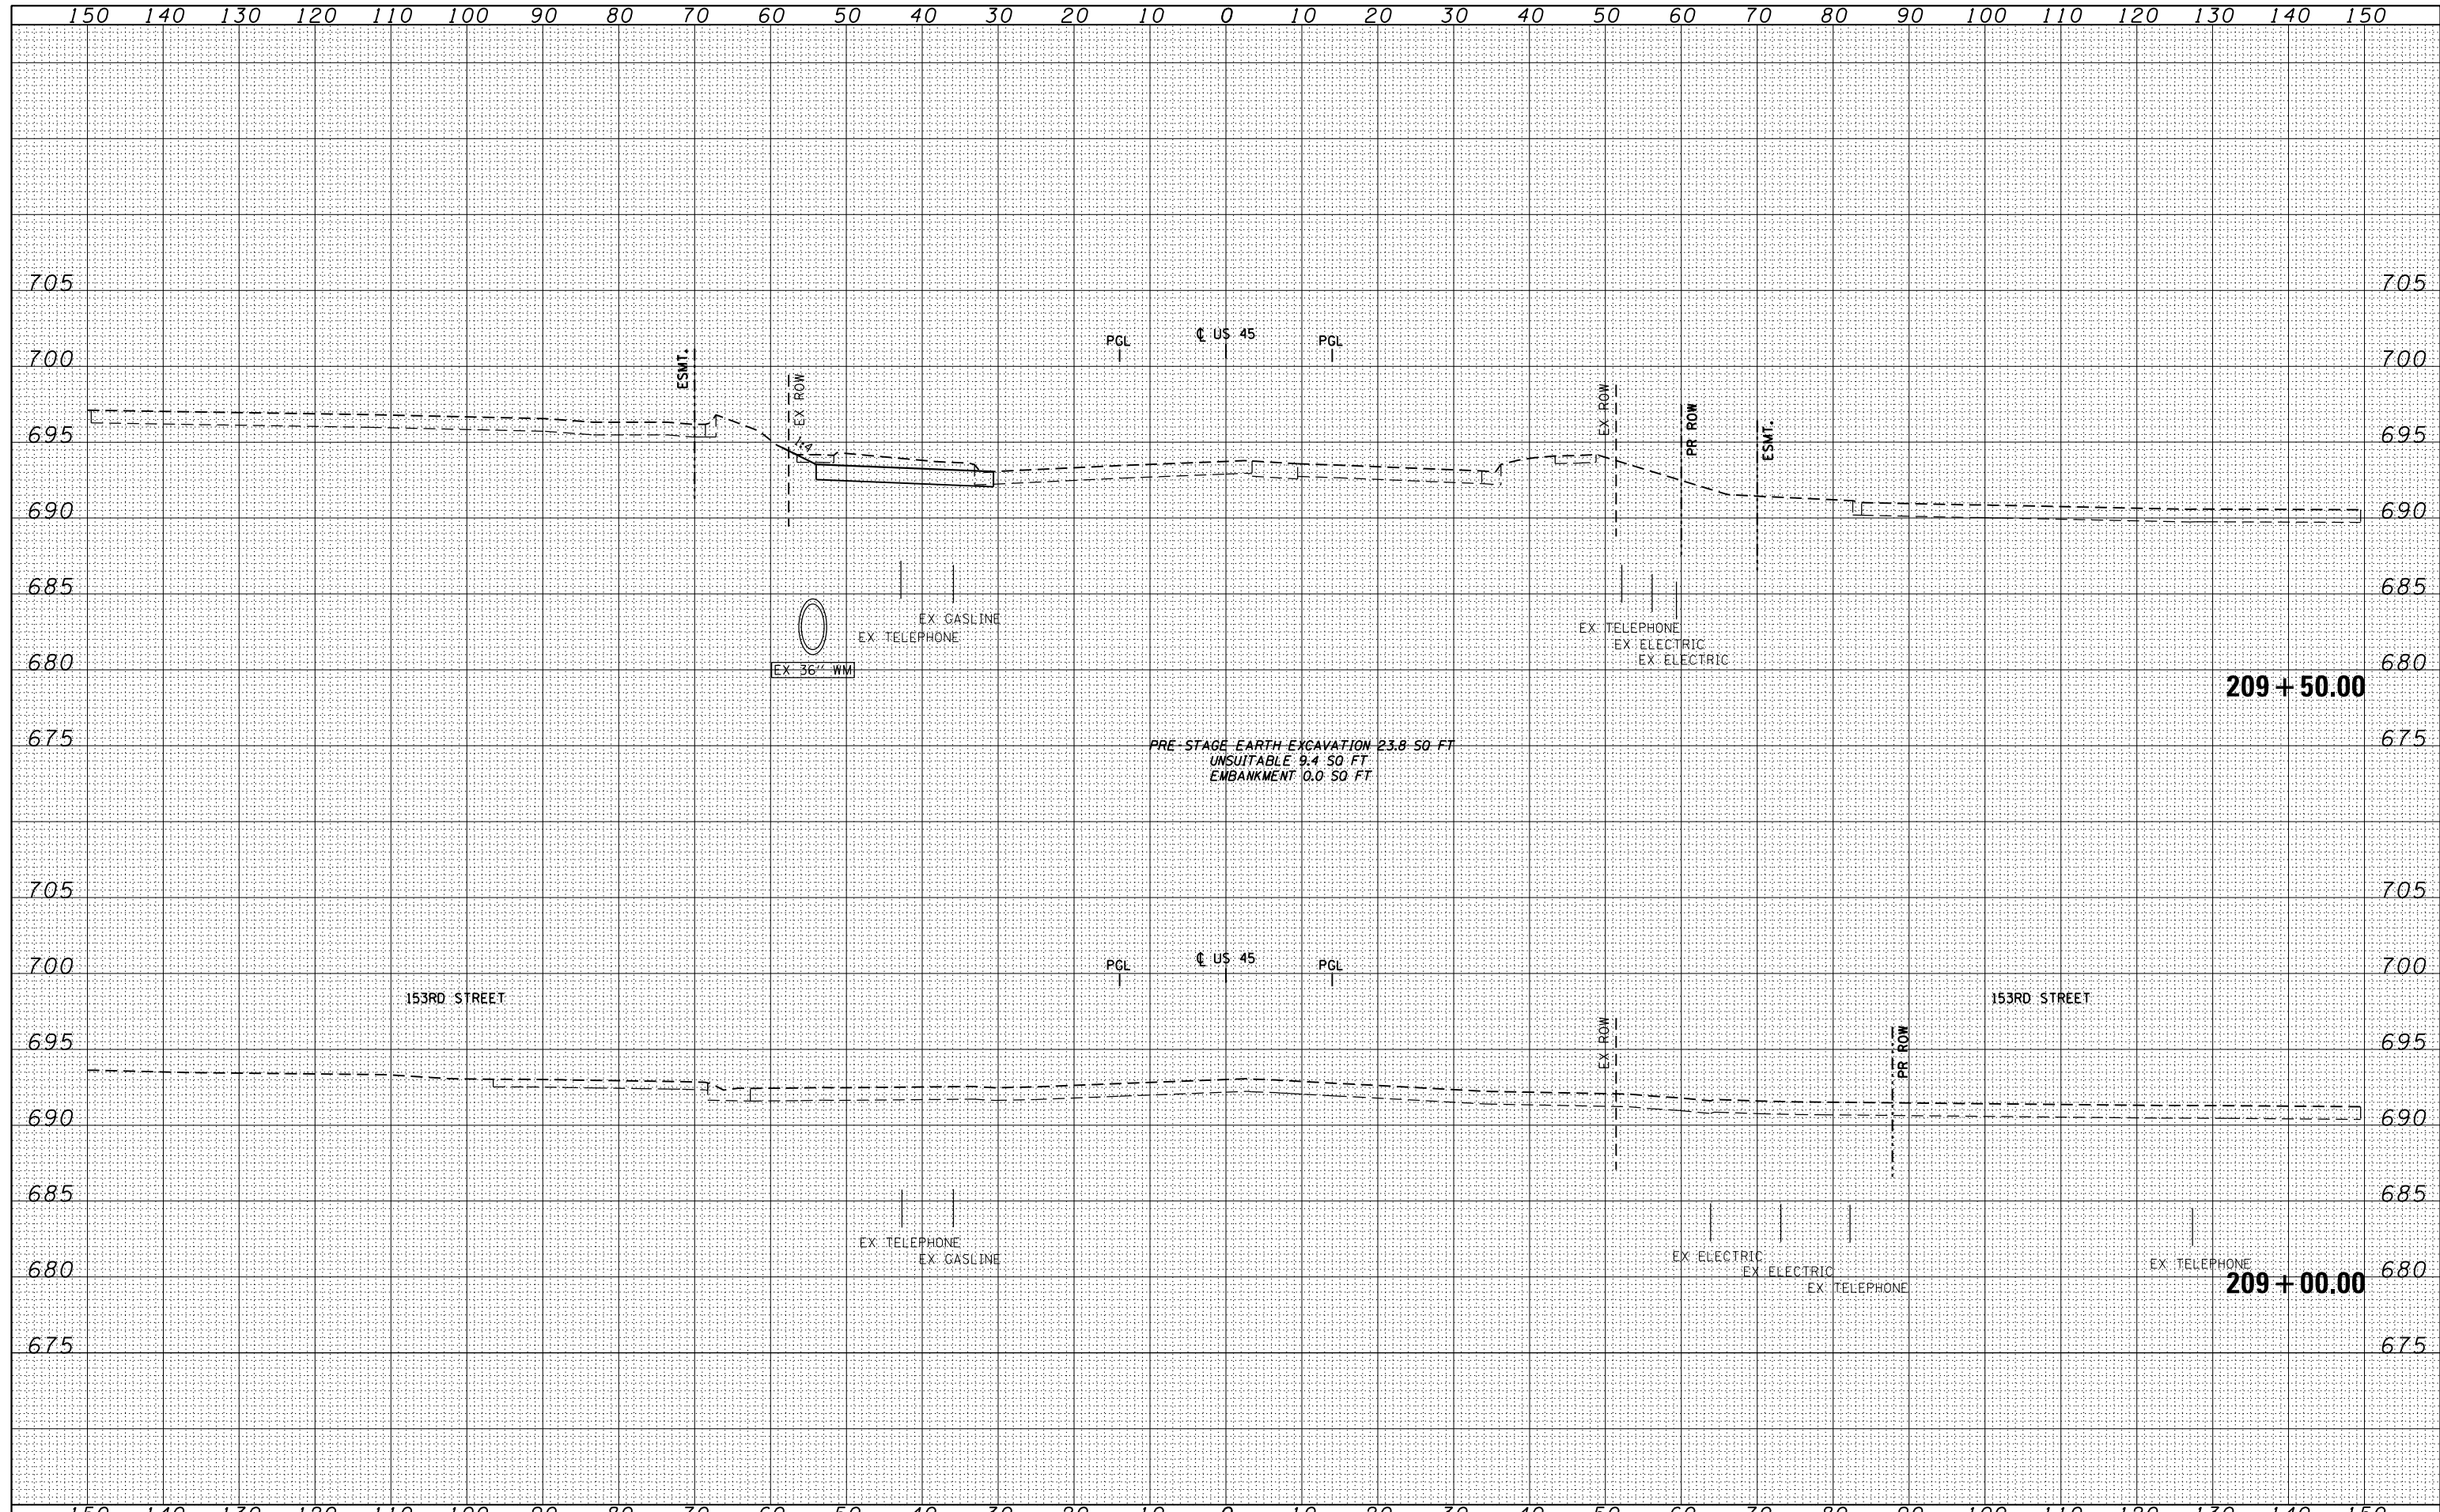 150 140 130 120 110 100 90 80 70 60 50 40 30 20 10 0 10 20 30 40 50 60 70 80 90 100 110 120 130 140 150
705 705
₵ US 45
PGL PGL
700 700
ESMT.
EX ROW
EX ROW
PR ROW
ESMT.
695 695
1:4
690 690
685 685
EX GASLINE
EX TELEPHONE
EX TELEPHONE
EX ELECTRIC
EX ELECTRIC
680 680
EX 36" WM
209+50.00
675 675
PRE-STAGE EARTH EXCAVATION 23.8 SQ FT
UNSUITABLE 9.4 SQ FT
EMBANKMENT 0.0 SQ FT
705 705
₵ US 45
PGL PGL
700 700
153RD STREET 153RD STREET
EX ROW
PR ROW
695 695
690 690
685 685
EX TELEPHONE
EX GASLINE
EX ELECTRIC
EX ELECTRIC
EX TELEPHONE
EX TELEPHONE
680 680
209+00.00
675 675
150 140 130 120 110 100 90 80 70 60 50 40 30 20 10 0 10 20 30 40 50 60 70 80 90 100 110 120 130 140 150